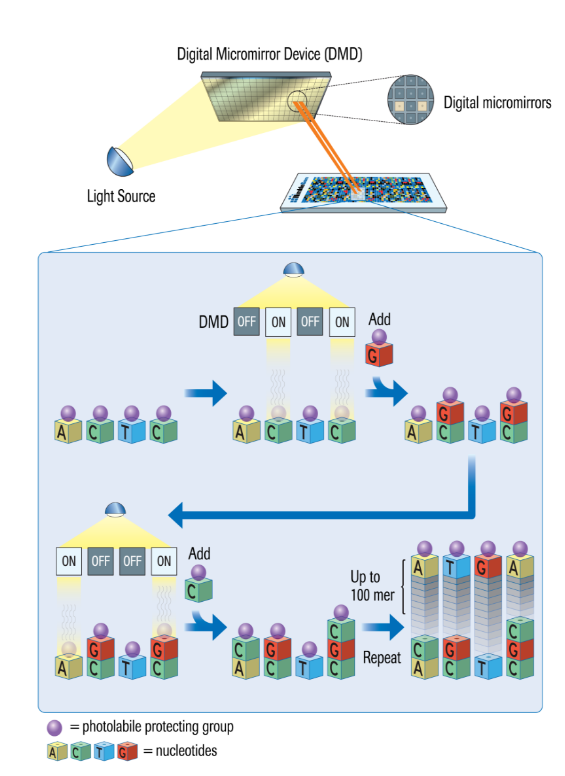 Digital Micromirror Device (DMD)
Digital micromirrors
Light Source
DMD OFF ON OFF ON Add
G
A C T C
A C T C
G G
A C T C
ON OFF OFF ON Add
C
Up to
100 mer
A T G A
G G
A C T C
C
C G G
A C T C
Repeat
C
C G G
A C T C
= photolabile protecting group
A C T G = nucleotides